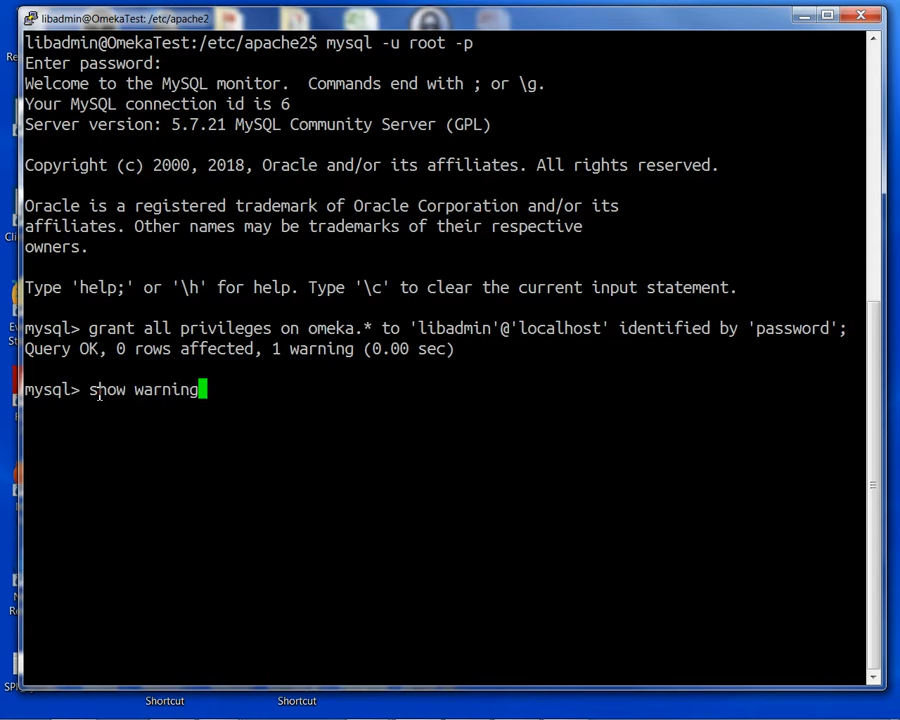 libadmin@OmekaTest: /etc/apache2
libadmin@OmekaTest:/etc/apache2$ mysql -u root -p
Enter password:
Welcome to the MySQL monitor.  Commands end with ; or \g.
Your MySQL connection id is 6
Server version: 5.7.21 MySQL Community Server (GPL)
Copyright (c) 2000, 2018, Oracle and/or its affiliates. All rights reserved.
Oracle is a registered trademark of Oracle Corporation and/or its
affiliates. Other names may be trademarks of their respective
owners.
Type 'help;' or '\h' for help. Type '\c' to clear the current input statement.
mysql> grant all privileges on omeka.* to 'libadmin'@'localhost' identified by 'password';
Query OK, 0 rows affected, 1 warning (0.00 sec)
mysql> show warning
Shortcut
Shortcut